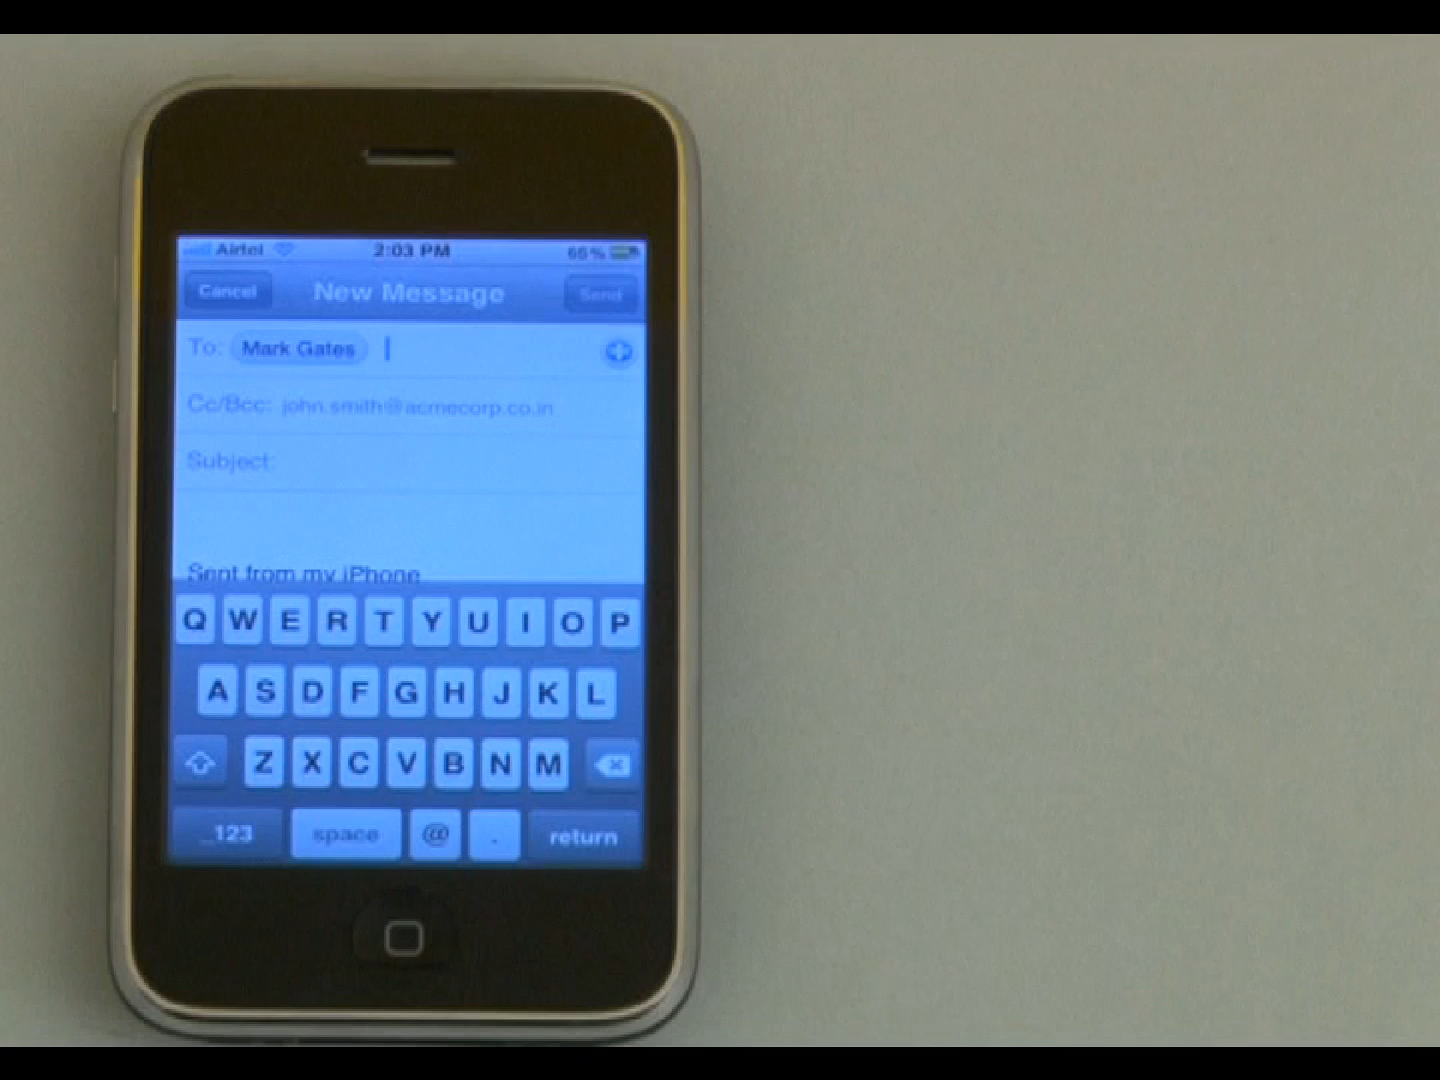 Airtel 2:03 PM 65%
Cancel New Message Send
To: Mark Gates
Cc/Bcc: john.smith@acmecorp.co.in
Subject:
Sent from my iPhone
Q W E R T Y U I O P
A S D F G H J K L
Z X C V B N M
_123 space @ . return